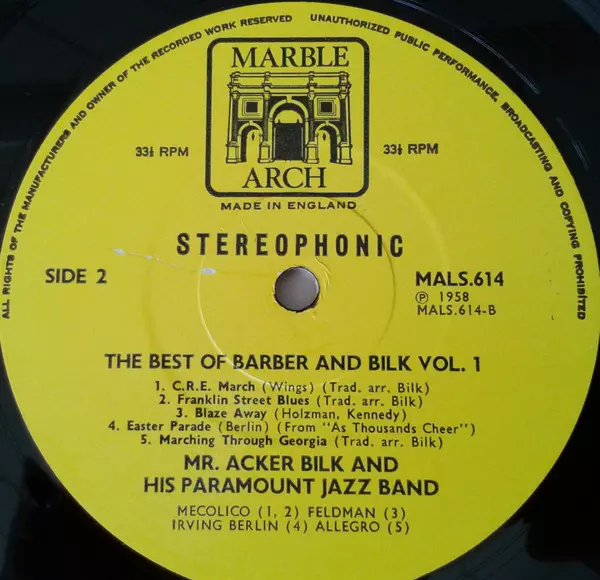 ALL RIGHTS OF THE MANUFACTURERS AND OWNER OF THE RECORDED WORK RESERVED
UNAUTHORIZED PUBLIC PERFORMANCE, BROADCASTING AND COPYING PROHIBITED
MARBLE
33⅓ RPM
33⅓ RPM
ARCH
MADE IN ENGLAND
STEREOPHONIC
SIDE 2
MALS.614
℗ 1958
MALS.614-B
THE BEST OF BARBER AND BILK VOL. 1
1. C.R.E. March (Wings) (Trad. arr. Bilk)
2. Franklin Street Blues (Trad. arr. Bilk)
3. Blaze Away (Holzman, Kennedy)
4. Easter Parade (Berlin) (From "As Thousands Cheer")
5. Marching Through Georgia (Trad. arr. Bilk)
MR. ACKER BILK AND
HIS PARAMOUNT JAZZ BAND
MECOLICO (1, 2) FELDMAN (3)
IRVING BERLIN (4) ALLEGRO (5)